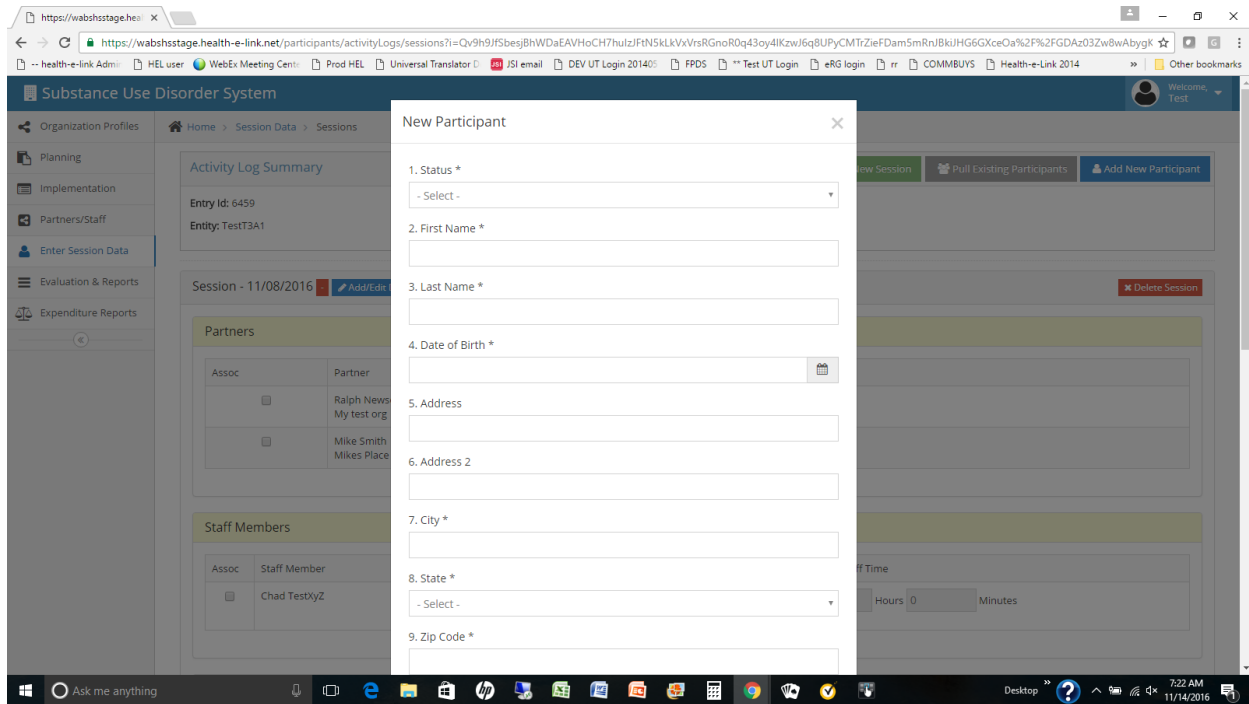 https://wabshsstage.hea
https://wabshsstage.health-e-link.net/participants/activityLogs/sessions?i=Qv9h9JfSbesjBhWDaEAVHoCH7hulzJFtN5kLkVxVrsRGnoR0q43oy4IKzwJ6q8UPyCMTrZieFDam5mRnJBkiJHG6GXceOa%2F%2FGDAz03Zw8wAbygK
-- health-e-link Admin HEL user WebEx Meeting Cente Prod HEL Universal Translator D JSI JSI email DEV UT Login 201405 FPDS ** Test UT Login eRG login rr COMMBUYS Health-e-Link 2014 » Other bookmarks
Substance Use Disorder System
Welcome, Test
Organization Profiles
Planning
Implementation
Partners/Staff
Enter Session Data
Evaluation & Reports
Expenditure Reports
Home > Session Data > Sessions
Activity Log Summary
New Session Pull Existing Participants Add New Participant
Entry Id: 6459
Entity: TestT3A1
Session - 11/08/2016 - Add/Edit
Delete Session
Partners
Assoc Partner
Ralph News
My test org
Mike Smith
Mikes Place
Staff Members
Assoc Staff Member ff Time
Chad TestXyZ Hours 0 Minutes
New Participant ×
1. Status *
- Select -
2. First Name *
3. Last Name *
4. Date of Birth *
5. Address
6. Address 2
7. City *
8. State *
- Select -
9. Zip Code *
Ask me anything
Desktop »
7:22 AM
11/14/2016